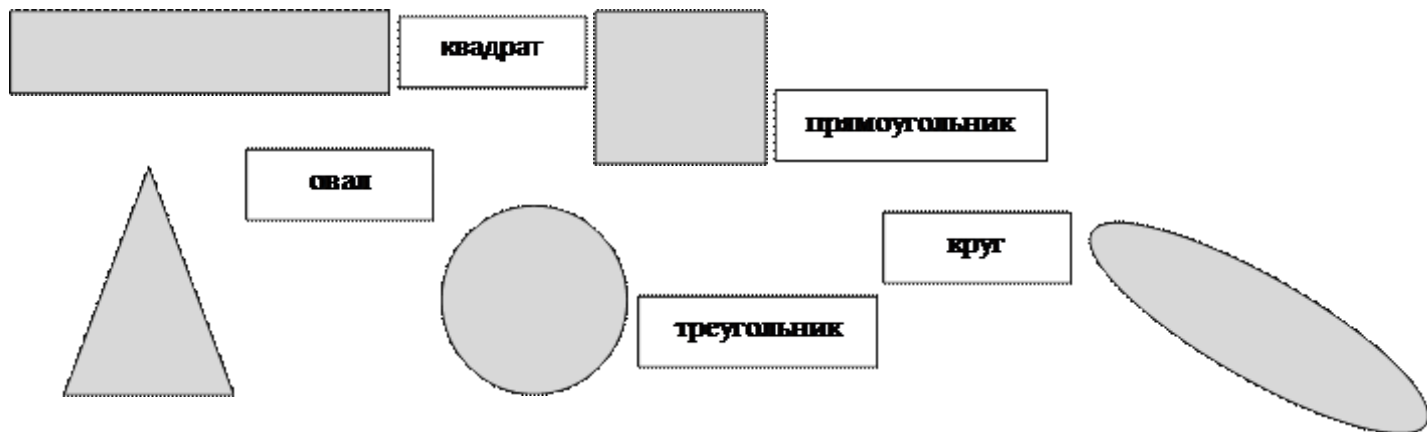 квадрат
прямоугольник
овал
круг
треугольник